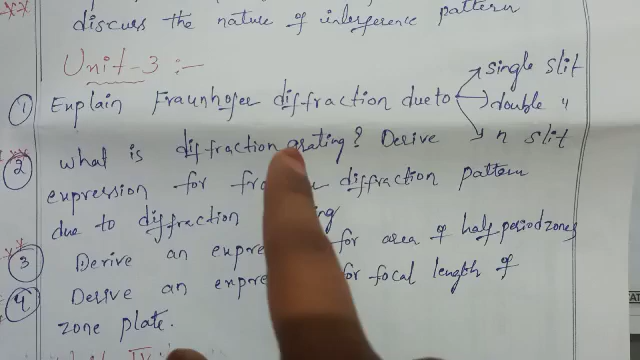 discuss the nature of interference pattern
Unit-3 :-
① Explain Fraunhofer diffraction due to single slit
double "
n slit
② What is diffraction grating? Derive
expression for diffraction pattern
due to diffraction
③ Derive an for area of half period zones
④ Derive an for focal length of
zone plate.